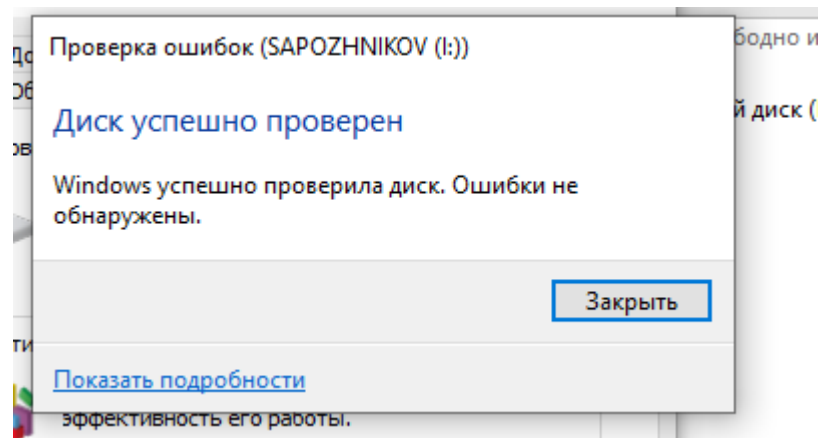 Проверка ошибок (SAPOZHNIKOV (I:))
Диск успешно проверен
Windows успешно проверила диск. Ошибки не
обнаружены.
Закрыть
Показать подробности
эффективность его работы.
й диск (